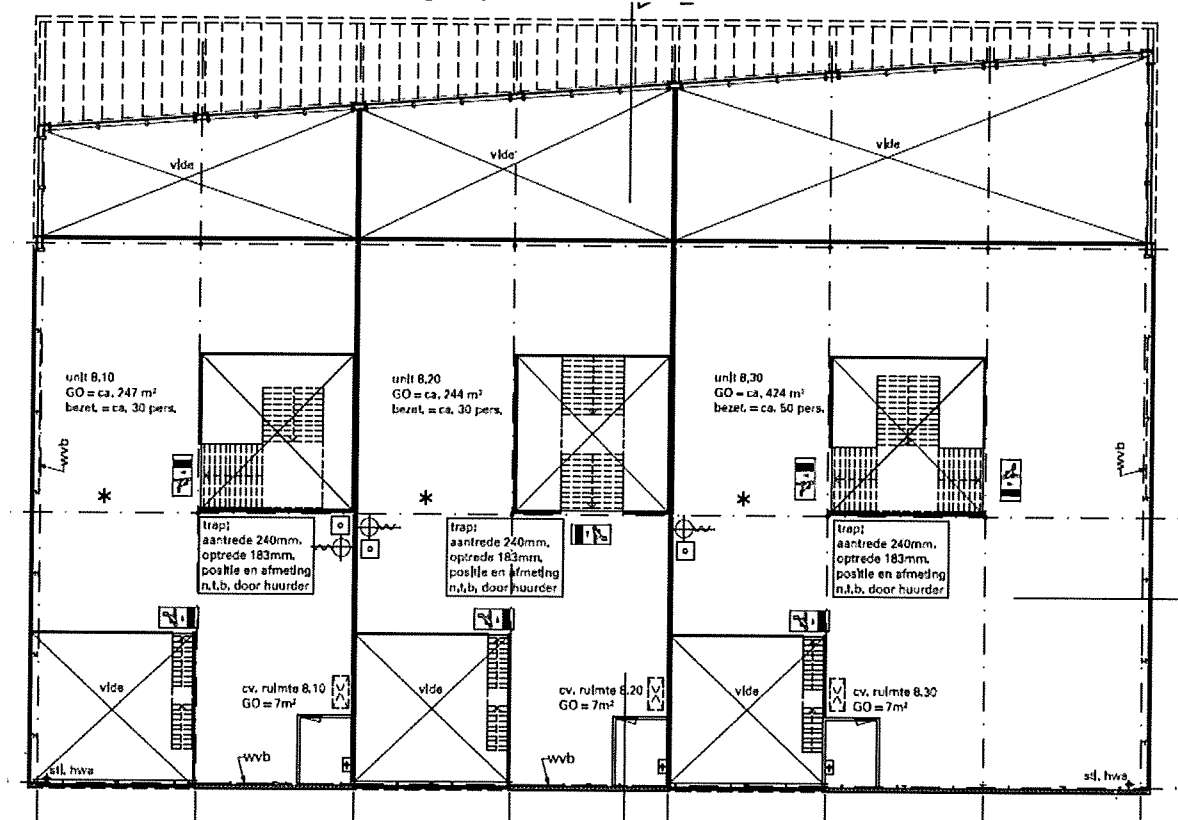 vide
vide
vide
unit 8.10
GO = ca. 247 m²
bezet. = ca. 30 pers.
unit 8.20
GO = ca. 244 m²
bezet. = ca. 30 pers.
unit 8.30
GO = ca. 424 m²
bezet. = ca. 50 pers.
wvb
wvb
*
*
*
trap:
aantrede 240mm.
optrede 183mm.
positie en afmeting
n.t.b. door huurder
trap:
aantrede 240mm.
optrede 183mm.
positie en afmeting
n.t.b. door huurder
trap:
aantrede 240mm.
optrede 183mm.
positie en afmeting
n.t.b. door huurder
vide
cv. ruimte 8.10
GO = 7m²
vide
cv. ruimte 8.20
GO = 7m²
vide
cv. ruimte 8.30
GO = 7m²
stl. hwa
wvb
wvb
stl. hwa